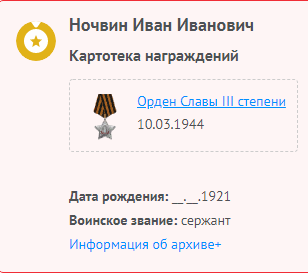 Ночвин Иван Иванович
Картотека награждений
Орден Славы III степени
10.03.1944
Дата рождения: __.__.1921
Воинское звание: сержант
Информация об архиве+